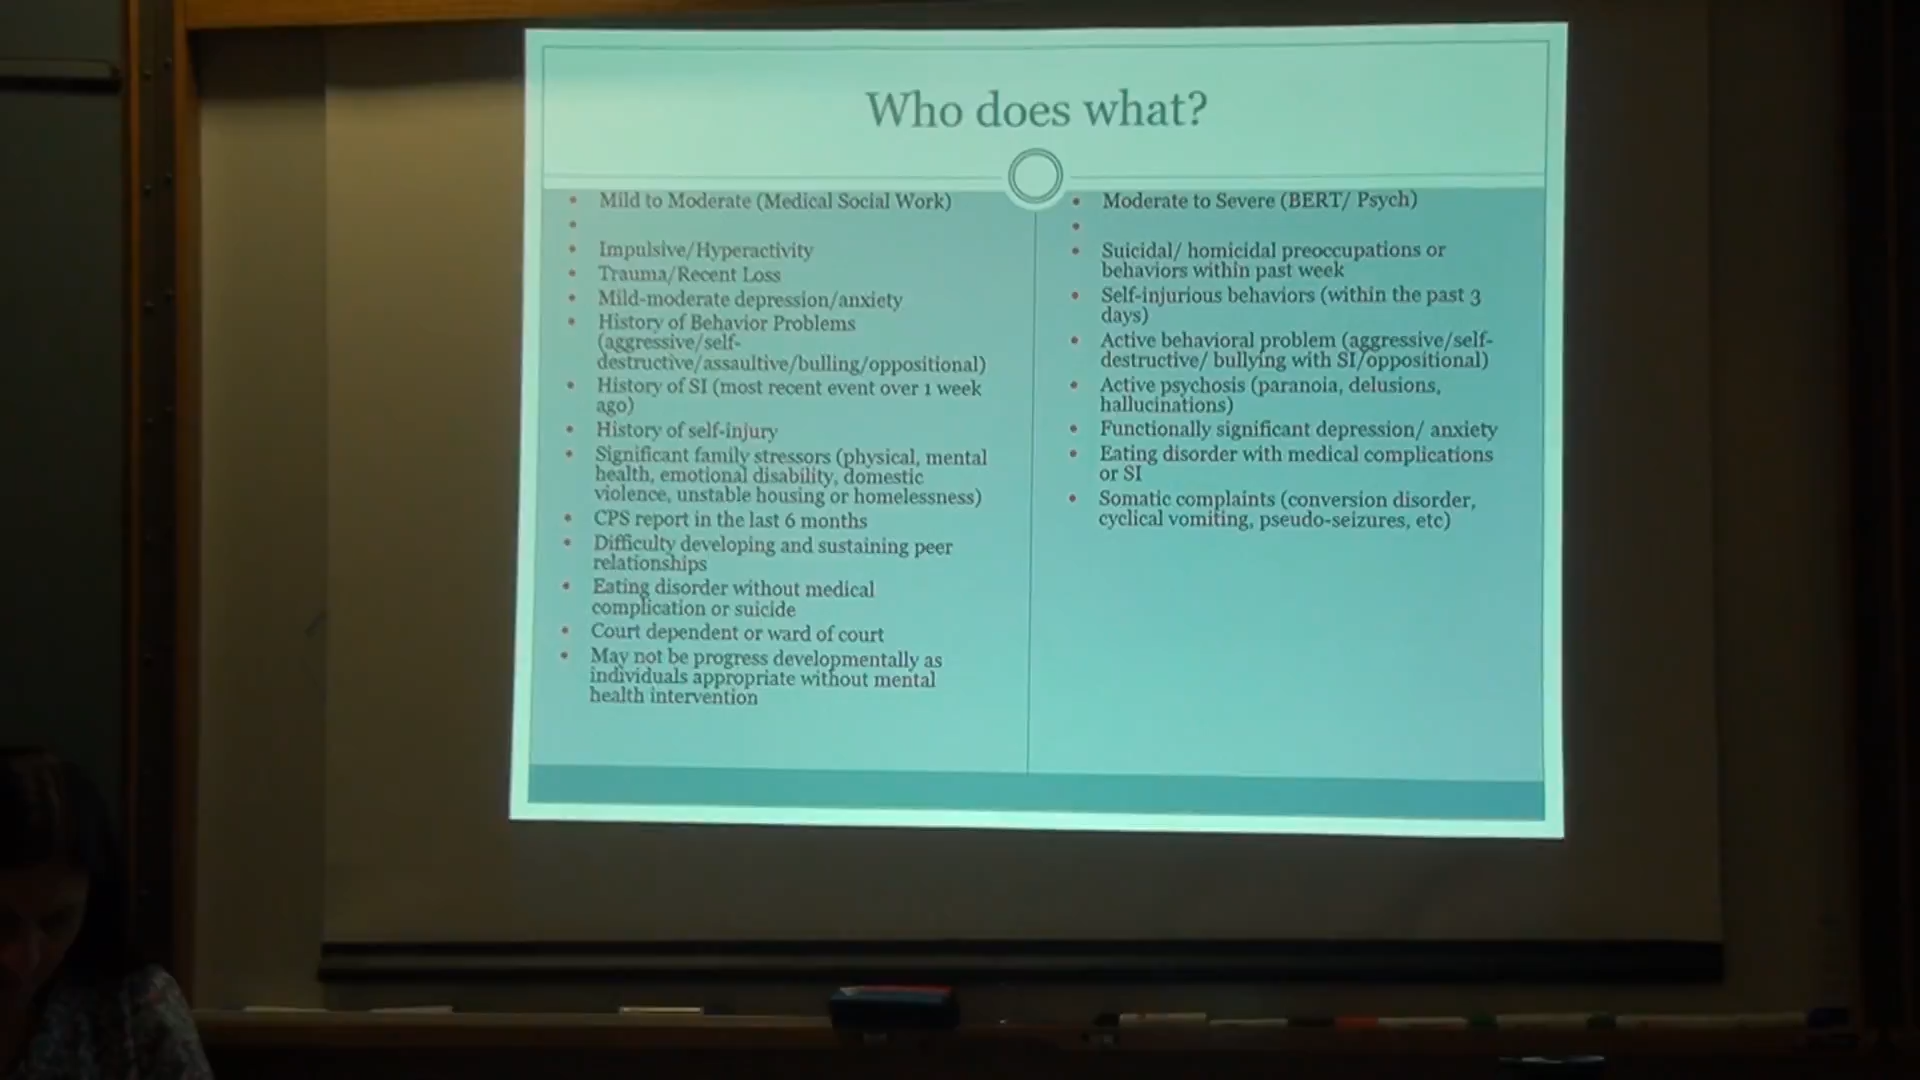 Who does what?
Mild to Moderate (Medical Social Work)
Impulsive/Hyperactivity
Trauma/Recent Loss
Mild-moderate depression/anxiety
History of Behavior Problems
(aggressive/self-
destructive/assaultive/bulling/oppositional)
History of SI (most recent event over 1 week
ago)
History of self-injury
Significant family stressors (physical, mental
health, emotional disability, domestic
violence, unstable housing or homelessness)
CPS report in the last 6 months
Difficulty developing and sustaining peer
relationships
Eating disorder without medical
complication or suicide
Court dependent or ward of court
May not be progress developmentally as
individuals appropriate without mental
health intervention
Moderate to Severe (BERT/ Psych)
Suicidal/ homicidal preoccupations or
behaviors within past week
Self-injurious behaviors (within the past 3
days)
Active behavioral problem (aggressive/self-
destructive/ bullying with SI/oppositional)
Active psychosis (paranoia, delusions,
hallucinations)
Functionally significant depression/ anxiety
Eating disorder with medical complications
or SI
Somatic complaints (conversion disorder,
cyclical vomiting, pseudo-seizures, etc)